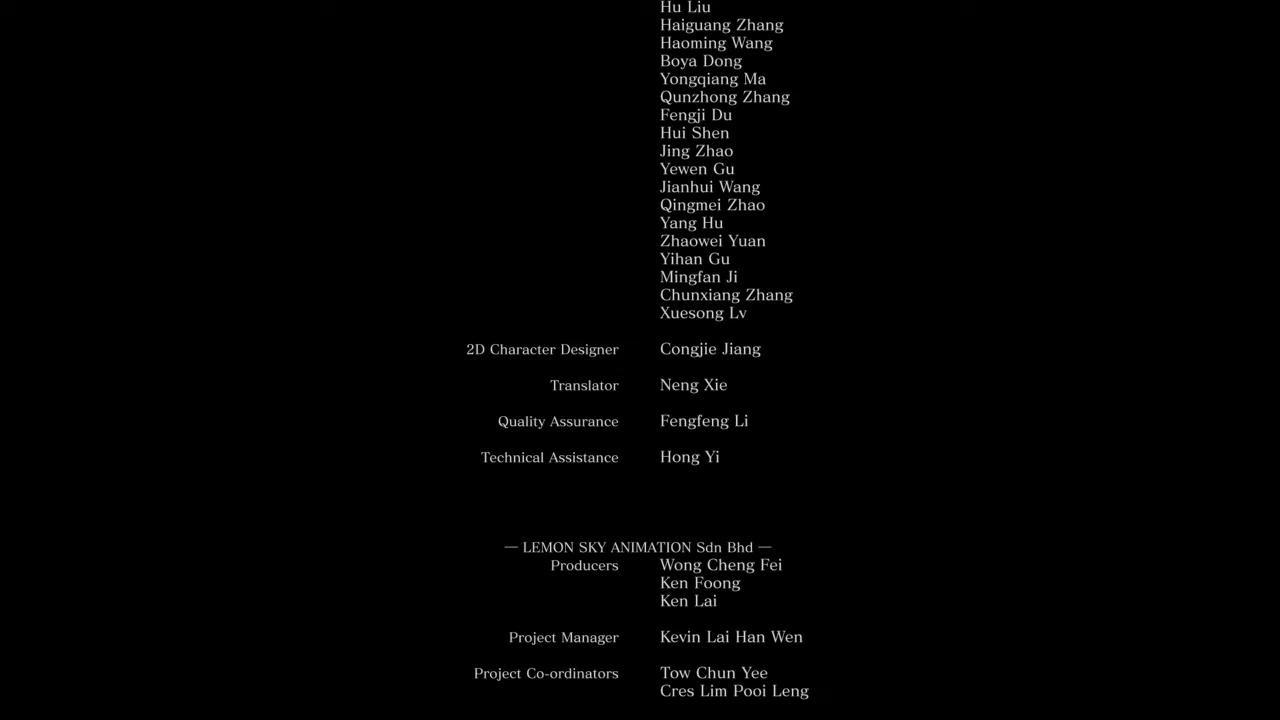 Hu Liu
Haiguang Zhang
Haoming Wang
Boya Dong
Yongqiang Ma
Qunzhong Zhang
Fengji Du
Hui Shen
Jing Zhao
Yewen Gu
Jianhui Wang
Qingmei Zhao
Yang Hu
Zhaowei Yuan
Yihan Gu
Mingfan Ji
Chunxiang Zhang
Xuesong Lv
2D Character Designer Congjie Jiang
Translator Neng Xie
Quality Assurance Fengfeng Li
Technical Assistance Hong Yi
— LEMON SKY ANIMATION Sdn Bhd —
Producers Wong Cheng Fei
Ken Foong
Ken Lai
Project Manager Kevin Lai Han Wen
Project Co-ordinators Tow Chun Yee
Cres Lim Pooi Leng